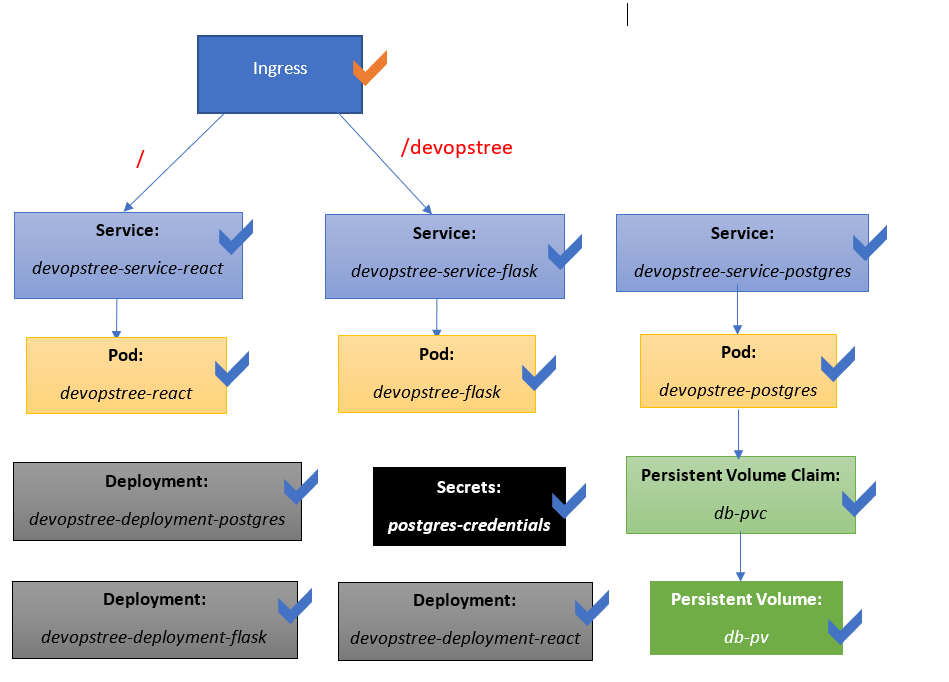 Ingress
/
/devopstree
Service:
devopstree-service-react
Service:
devopstree-service-flask
Service:
devopstree-service-postgres
Pod:
devopstree-react
Pod:
devopstree-flask
Pod:
devopstree-postgres
Deployment:
devopstree-deployment-postgres
Secrets:
postgres-credentials
Persistent Volume Claim:
db-pvc
Deployment:
devopstree-deployment-flask
Deployment:
devopstree-deployment-react
Persistent Volume:
db-pv